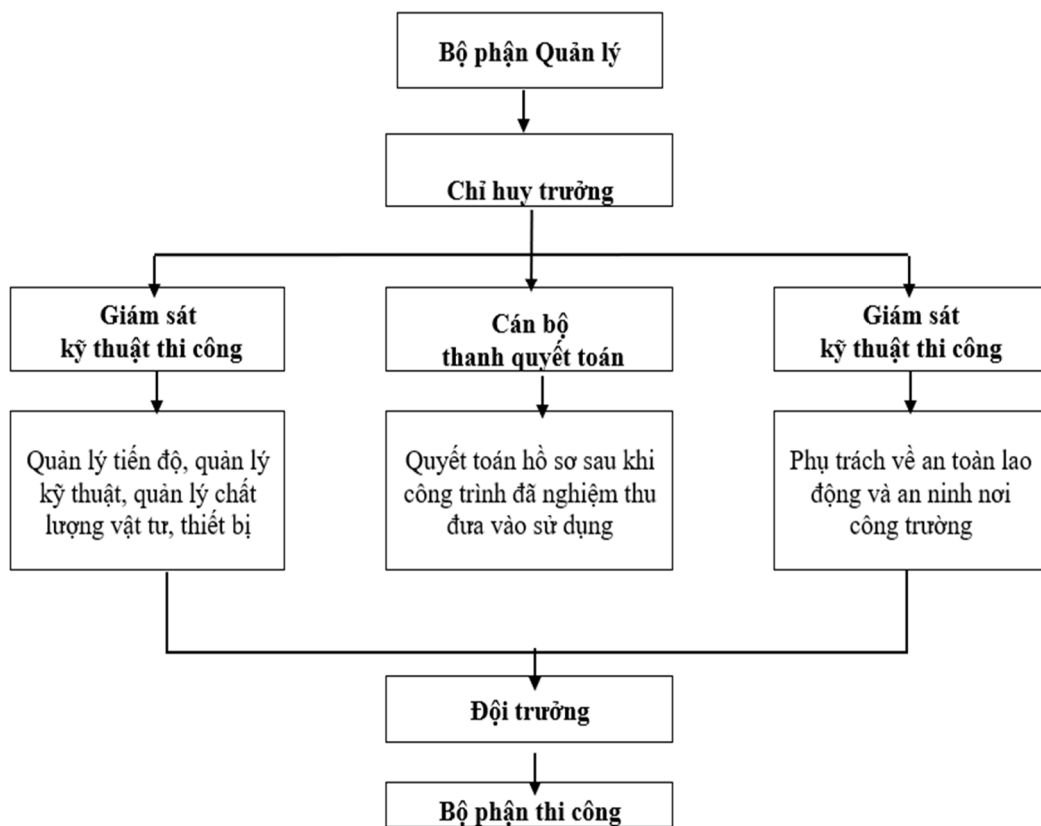 Bộ phận Quản lý
Chỉ huy trưởng
Giám sát
kỹ thuật thi công
Cán bộ
thanh quyết toán
Giám sát
kỹ thuật thi công
Quản lý tiến độ, quản lý
kỹ thuật, quản lý chất
lượng vật tư, thiết bị
Quyết toán hồ sơ sau khi
công trình đã nghiệm thu
đưa vào sử dụng
Phụ trách về an toàn lao
động và an ninh nơi
công trường
Đội trưởng
Bộ phận thi công